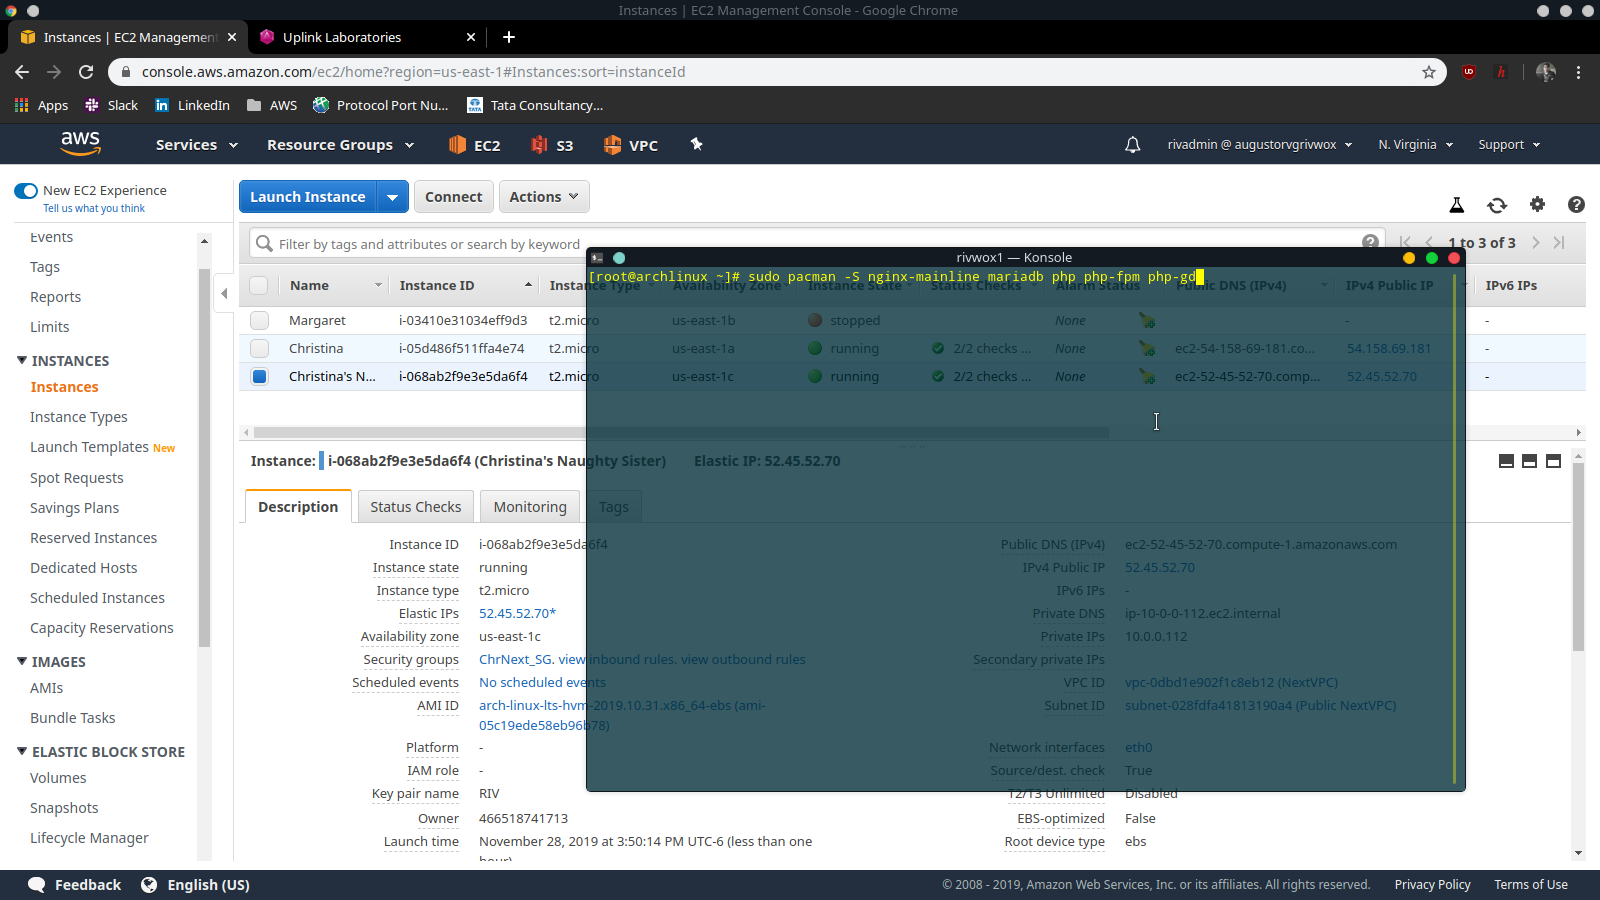 Instances | EC2 Management Console - Google Chrome
Instances | EC2 Management
Uplink Laboratories
console.aws.amazon.com/ec2/home?region=us-east-1#Instances:sort=instanceId
Apps Slack LinkedIn AWS Protocol Port Nu... Tata Consultancy...
aws Services Resource Groups EC2 S3 VPC rivadmin @ augustorvgrivwox N. Virginia Support
New EC2 Experience
Tell us what you think
Events
Tags
Reports
Limits
INSTANCES
Instances
Instance Types
Launch Templates New
Spot Requests
Savings Plans
Reserved Instances
Dedicated Hosts
Scheduled Instances
Capacity Reservations
IMAGES
AMIs
Bundle Tasks
ELASTIC BLOCK STORE
Volumes
Snapshots
Lifecycle Manager
Launch Instance Connect Actions
Filter by tags and attributes or search by keyword
1 to 3 of 3
rivwox1 — Konsole
[root@archlinux ~]# sudo pacman -S nginx-mainline mariadb php php-fpm php-gd
Name Instance ID Instance Type Availability Zone Instance State Status Checks Alarm Status Public DNS (IPv4) IPv4 Public IP IPv6 IPs
Margaret i-03410e31034eff9d3 t2.micro us-east-1b stopped None - -
Christina i-05d486f511ffa4e74 t2.micro us-east-1a running 2/2 checks ... None ec2-54-158-69-181.co... 54.158.69.181 -
Christina's N... i-068ab2f9e3e5da6f4 t2.micro us-east-1c running 2/2 checks ... None ec2-52-45-52-70.comp... 52.45.52.70 -
Instance: i-068ab2f9e3e5da6f4 (Christina's Naughty Sister) Elastic IP: 52.45.52.70
Description Status Checks Monitoring Tags
Instance ID i-068ab2f9e3e5da6f4 Public DNS (IPv4) ec2-52-45-52-70.compute-1.amazonaws.com
Instance state running IPv4 Public IP 52.45.52.70
Instance type t2.micro IPv6 IPs -
Elastic IPs 52.45.52.70* Private DNS ip-10-0-0-112.ec2.internal
Availability zone us-east-1c Private IPs 10.0.0.112
Security groups ChrNext_SG. view inbound rules. view outbound rules Secondary private IPs
Scheduled events No scheduled events VPC ID vpc-0dbd1e902f1c8eb12 (NextVPC)
AMI ID arch-linux-lts-hvm-2019.10.31.x86_64-ebs (ami- Subnet ID subnet-028fdfa41813190a4 (Public NextVPC)
05c19ede58eb96b78)
Platform - Network interfaces eth0
IAM role - Source/dest. check True
Key pair name RIV T2/T3 Unlimited Disabled
Owner 466518741713 EBS-optimized False
Launch time November 28, 2019 at 3:50:14 PM UTC-6 (less than one Root device type ebs
hour)
Feedback English (US) © 2008 - 2019, Amazon Web Services, Inc. or its affiliates. All rights reserved. Privacy Policy Terms of Use